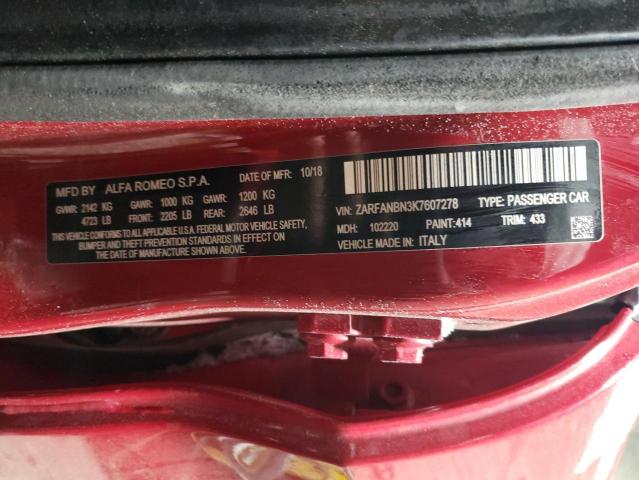 MFD BY ALFA ROMEO S.P.A. DATE OF MFR: 10/18
GVWR: 2142 KG GAWR: 1000 KG GAWR: 1200 KG
4723 LB FRONT: 2205 LB REAR: 2646 LB
THIS VEHICLE CONFORMS TO ALL APPLICABLE U.S.A. FEDERAL MOTOR VEHICLE SAFETY,
BUMPER AND THEFT PREVENTION STANDARDS IN EFFECT ON
THE DATE OF MANUFACTURE SHOWN ABOVE.
VIN: ZARFANBN3K7607278 TYPE: PASSENGER CAR
MDH: 102220 PAINT: 414 TRIM: 433
VEHICLE MADE IN: ITALY